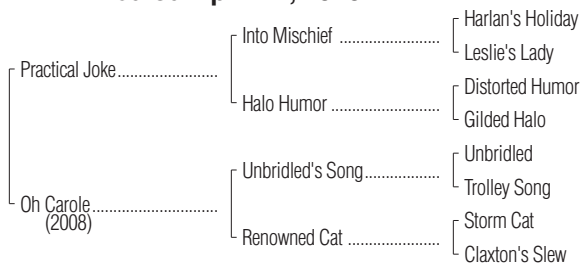 Harlan's Holiday
Into Mischief
Leslie's Lady
Practical Joke
Distorted Humor
Halo Humor
Gilded Halo
Unbridled
Unbridled's Song
Trolley Song
Oh Carole
(2008)
Storm Cat
Renowned Cat
Claxton's Slew